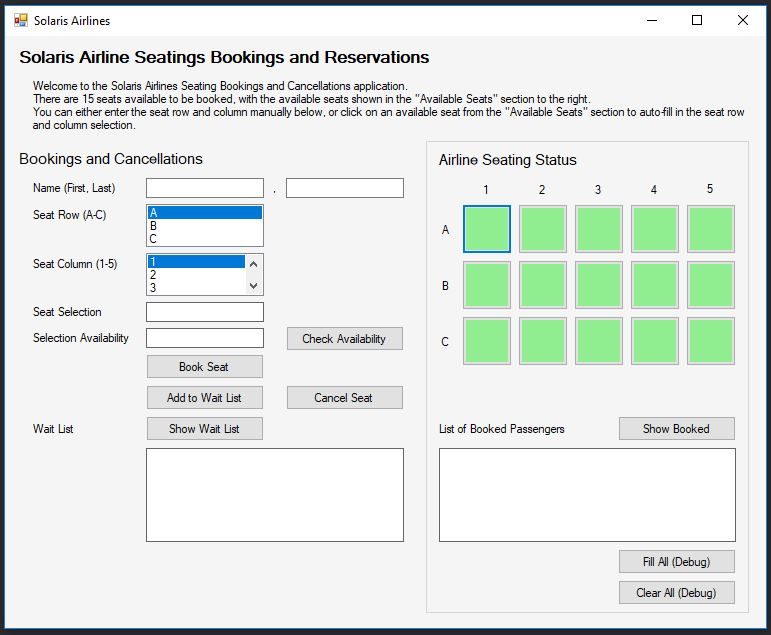 Solaris Airlines
Solaris Airline Seatings Bookings and Reservations
Welcome to the Solaris Airlines Seating Bookings and Cancellations application.
There are 15 seats available to be booked, with the available seats shown in the "Available Seats" section to the right.
You can either enter the seat row and column manually below, or click on an available seat from the "Available Seats" section to auto-fill in the seat row
and column selection.
Bookings and Cancellations
Name (First, Last)
,
Seat Row (A-C)
A
B
C
Seat Column (1-5)
1
2
3
Seat Selection
Selection Availability
Check Availability
Book Seat
Add to Wait List
Cancel Seat
Wait List
Show Wait List
Airline Seating Status
1 2 3 4 5
A
B
C
List of Booked Passengers
Show Booked
Fill All (Debug)
Clear All (Debug)